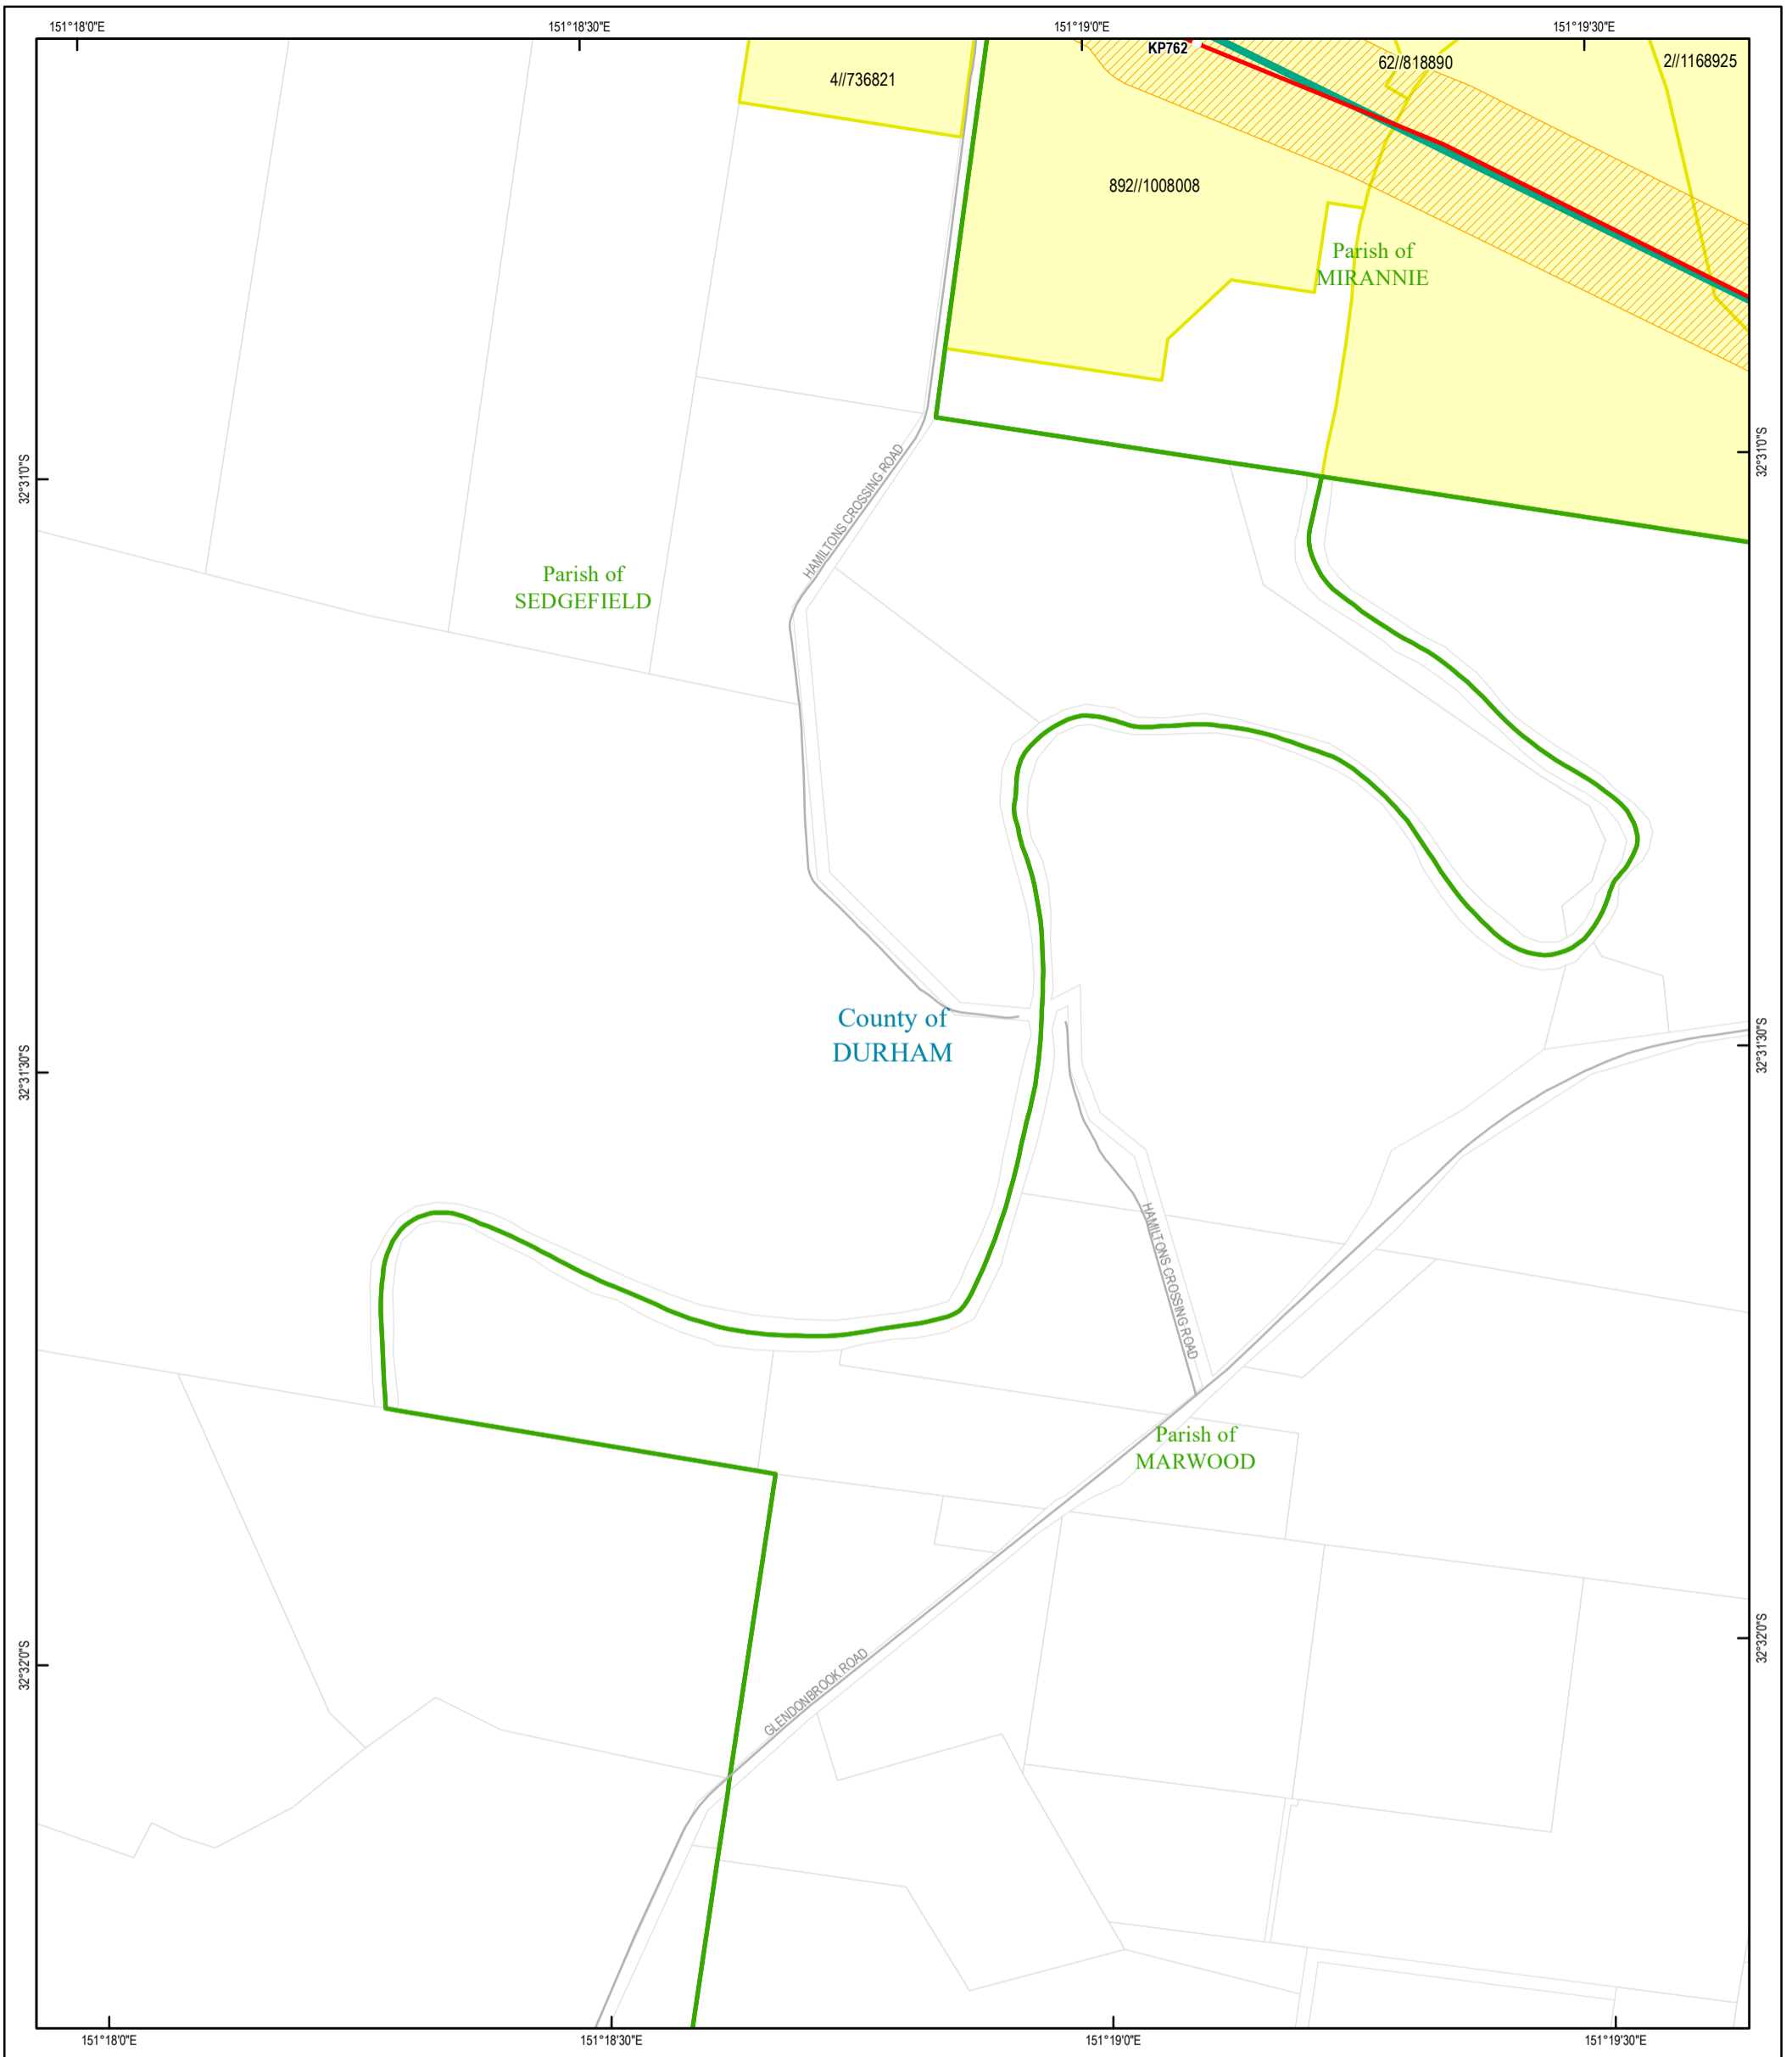 151°18'0"E
151°18'30"E
151°19'0"E
151°19'30"E
KP762
62//818890
2//1168925
4//736821
892//1008008
Parish of
MIRANNIE
32°31'0"S
32°31'0"S
HAMILTONS CROSSING ROAD
Parish of
SEDGEFIELD
County of
DURHAM
32°31'30"S
32°31'30"S
HAMILTONS CROSSING ROAD
Parish of
MARWOOD
32°32'0"S
32°32'0"S
GLENDONBROOK ROAD
151°18'0"E
151°18'30"E
151°19'0"E
151°19'30"E